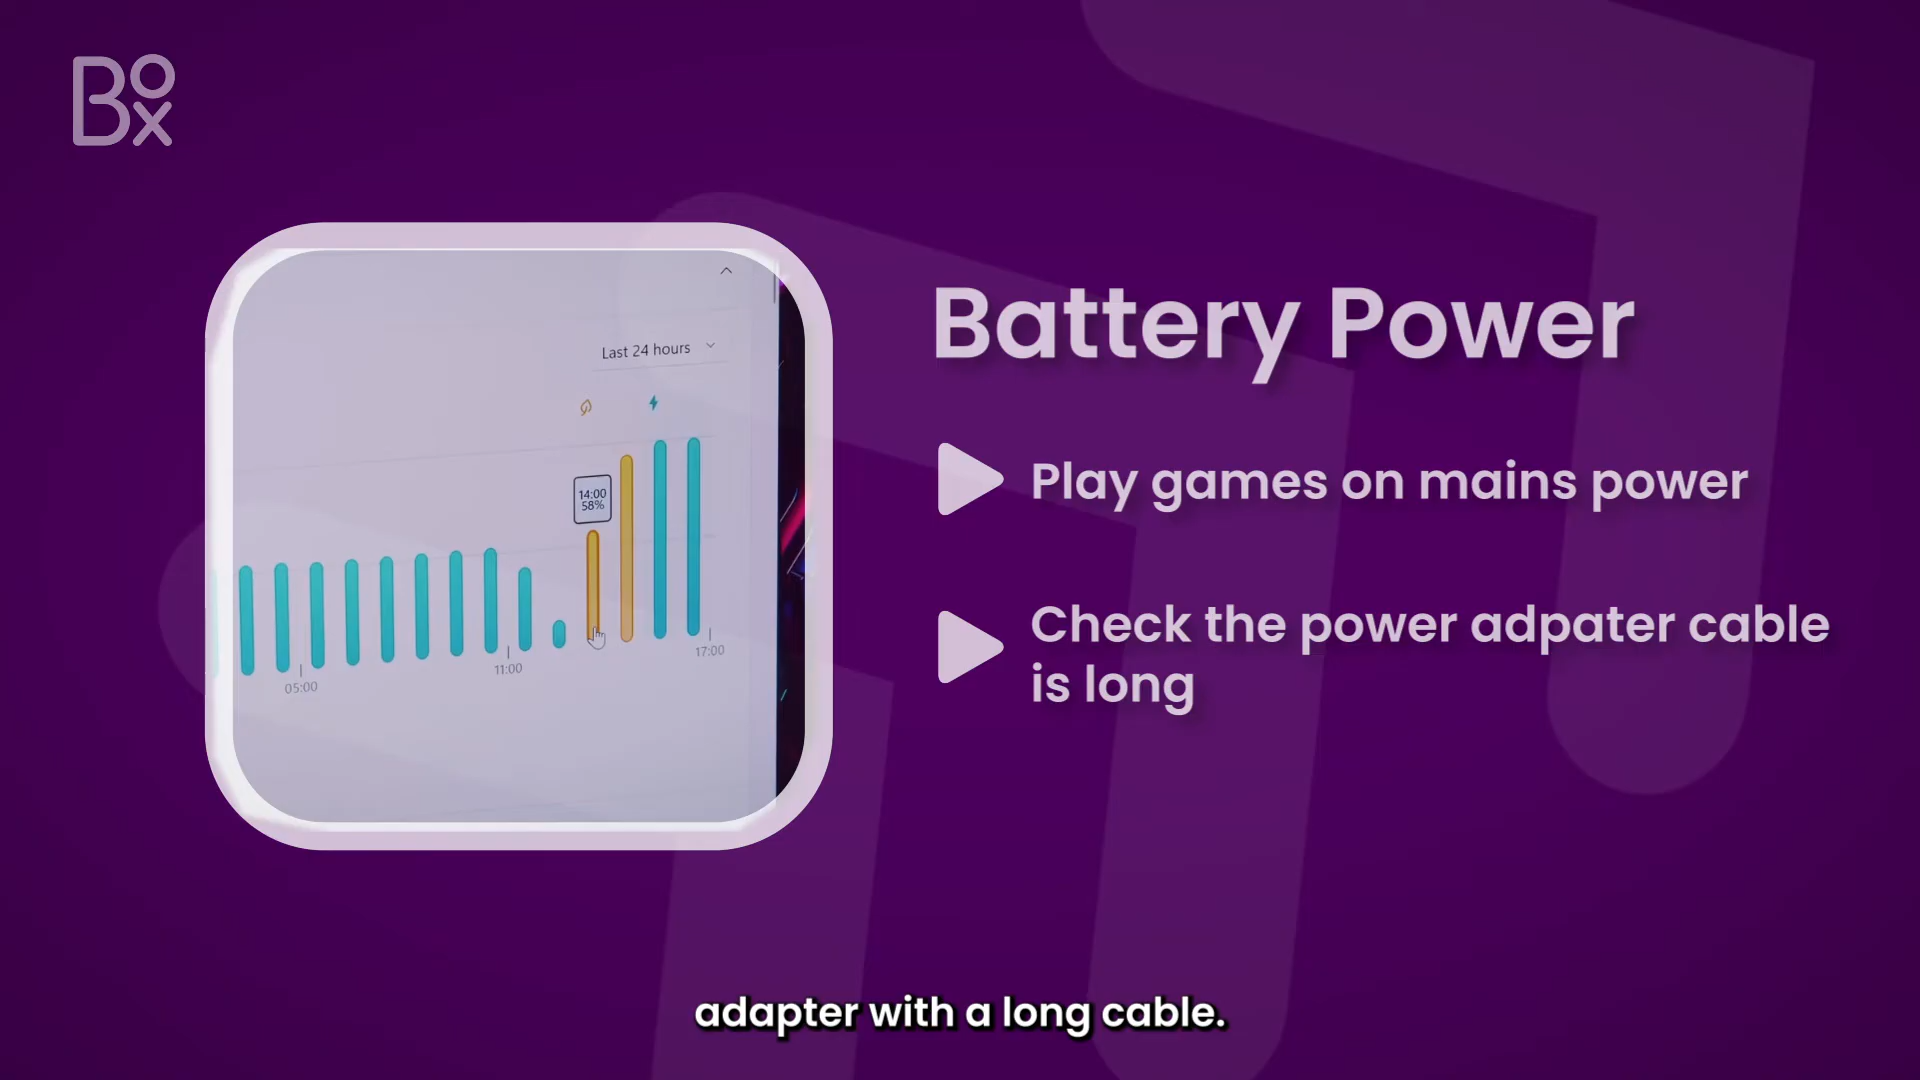 Box
Last 24 hours
14:00
58%
05:00
11:00
17:00
Battery Power
Play games on mains power
Check the power adpater cable
is long
adapter with a long cable.